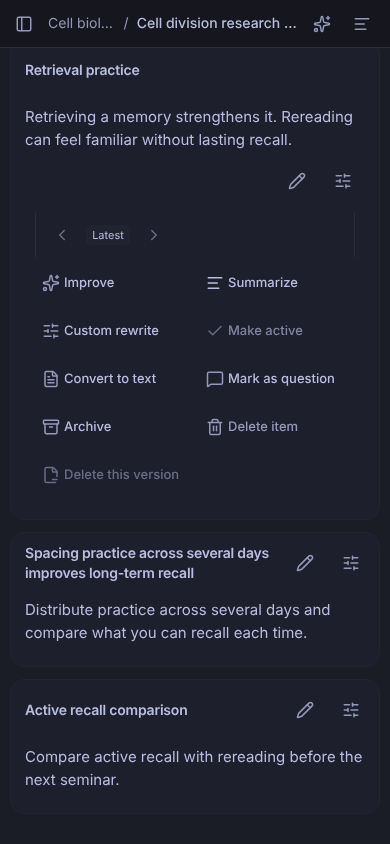 Cell biol... / Cell division research ...
Retrieval practice
Retrieving a memory strengthens it. Rereading
can feel familiar without lasting recall.
Latest
Improve
Summarize
Custom rewrite
Make active
Convert to text
Mark as question
Archive
Delete item
Delete this version
Spacing practice across several days
improves long-term recall
Distribute practice across several days and
compare what you can recall each time.
Active recall comparison
Compare active recall with rereading before the
next seminar.